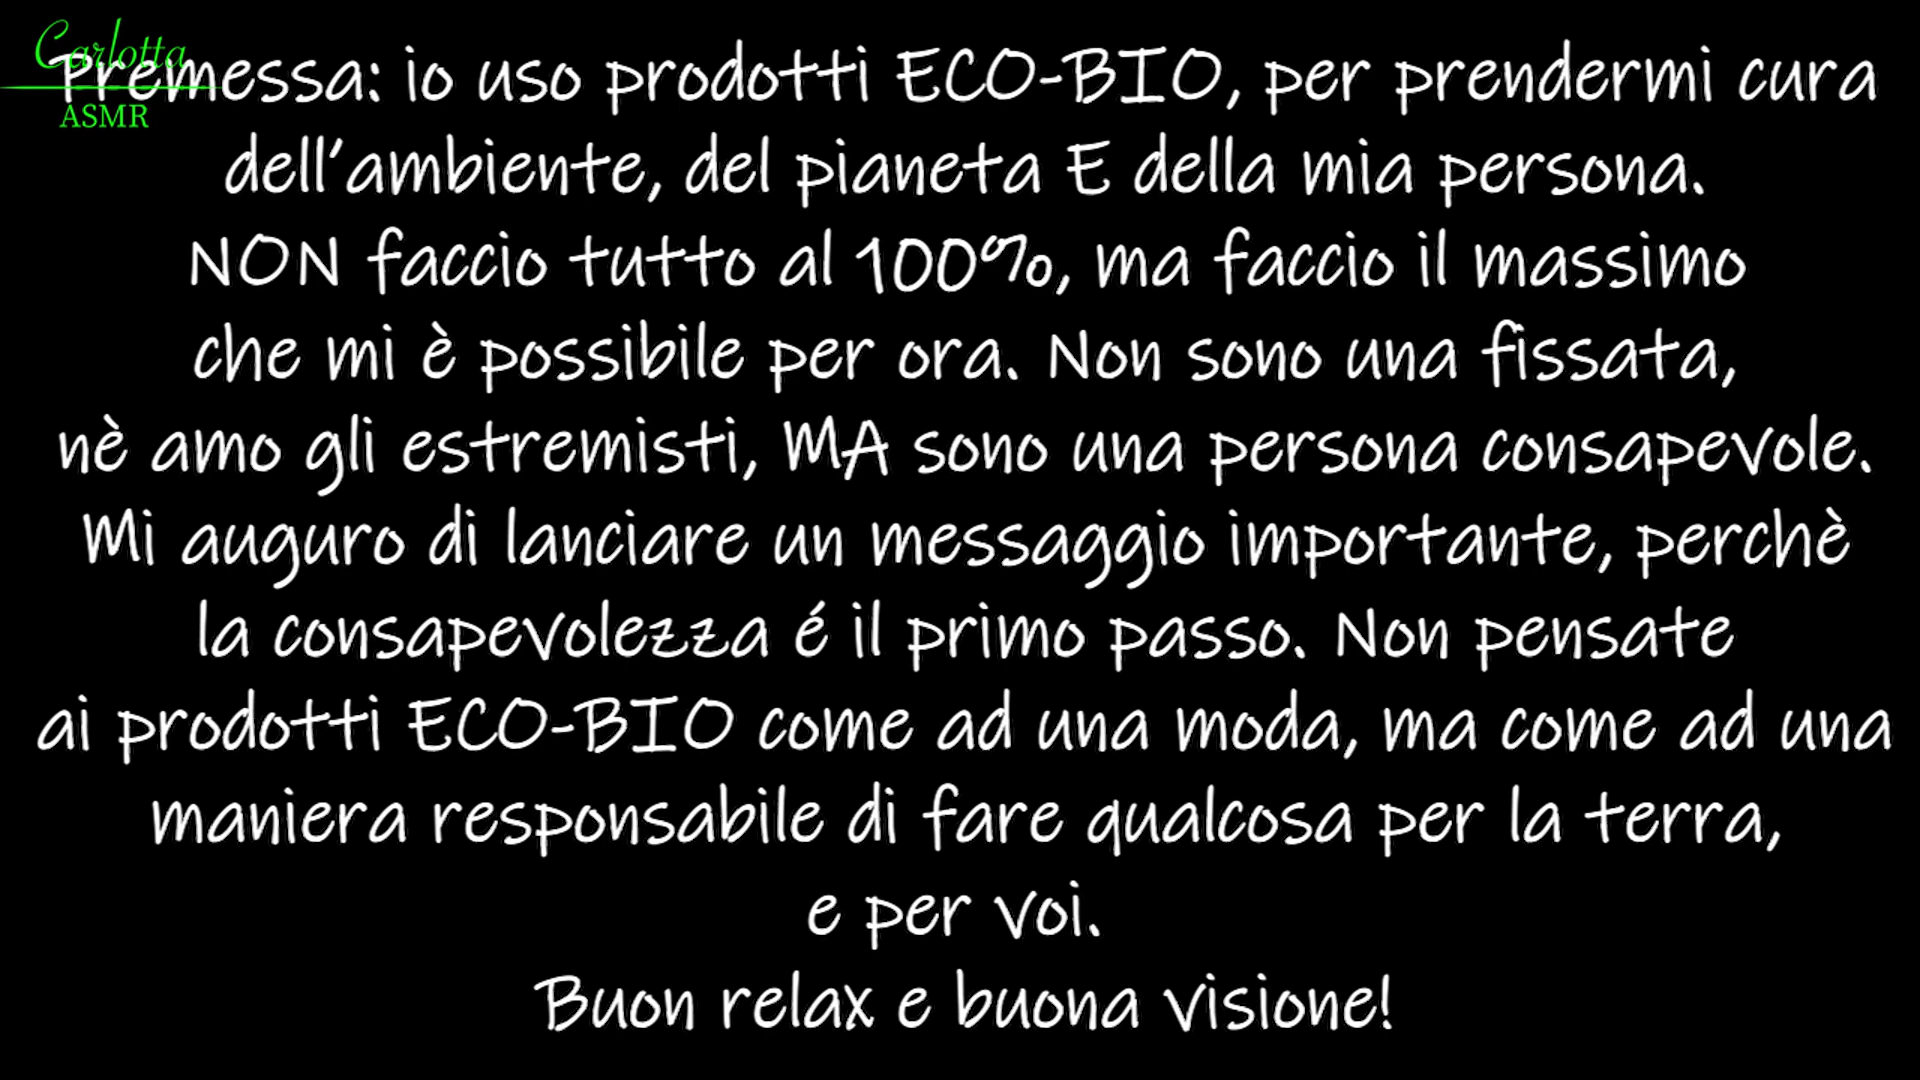 Carlotta
ASMR
Premessa: io uso prodotti ECO-BIO, per prendermi cura
dell'ambiente, del pianeta E della mia persona.
NON faccio tutto al 100%, ma faccio il massimo
che mi è possibile per ora. Non sono una fissata,
nè amo gli estremisti, MA sono una persona consapevole.
Mi auguro di lanciare un messaggio importante, perchè
la consapevolezza é il primo passo. Non pensate
ai prodotti ECO-BIO come ad una moda, ma come ad una
maniera responsabile di fare qualcosa per la terra,
e per voi.
Buon relax e buona visione!